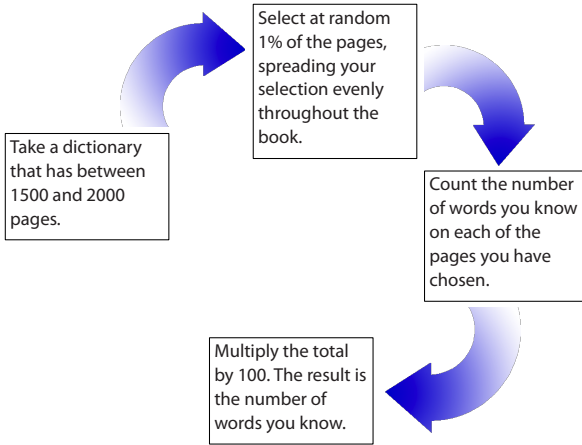 Take a dictionary
that has between
1500 and 2000
pages.
Select at random
1% of the pages,
spreading your
selection evenly
throughout the
book.
Count the number
of words you know
on each of the
pages you have
chosen.
Multiply the total
by 100. The result is
the number of
words you know.